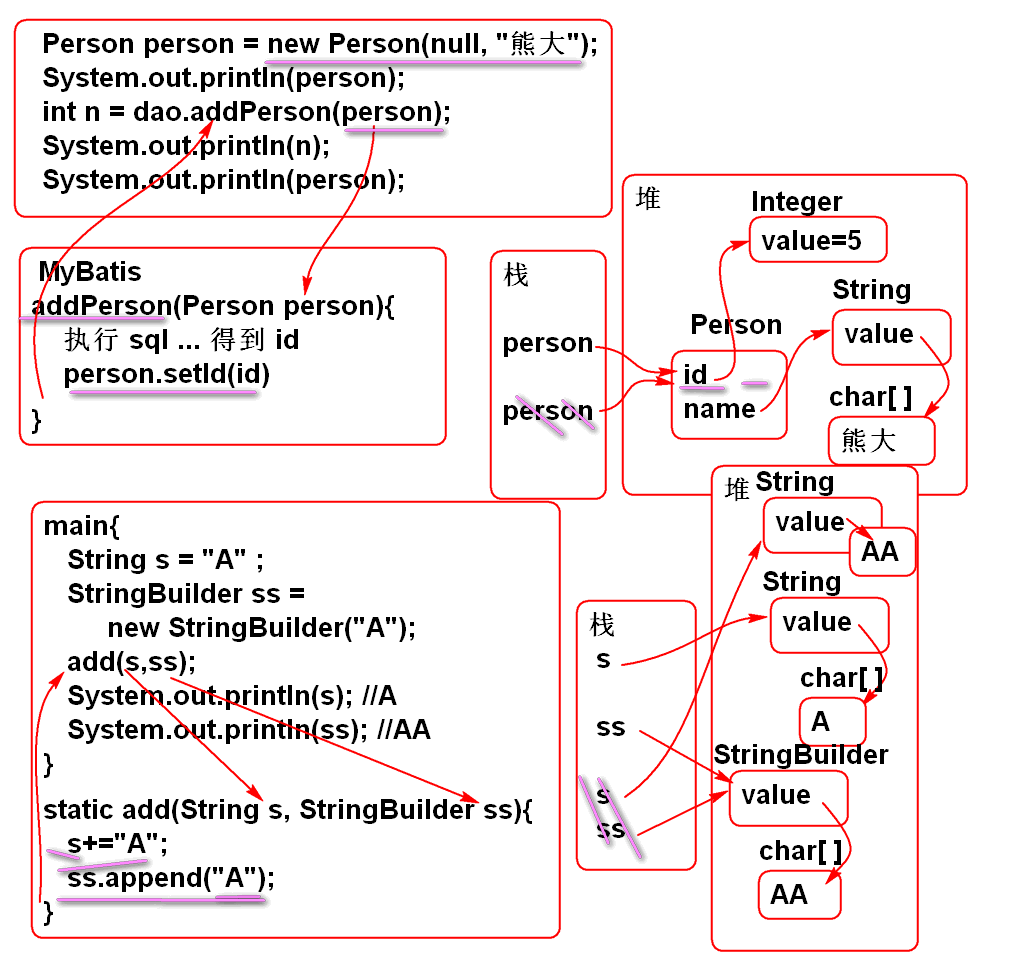 Person person = new Person(null, "熊大");
System.out.println(person);
int n = dao.addPerson(person);
System.out.println(n);
System.out.println(person);
MyBatis
addPerson(Person person){
执行 sql ... 得到 id
person.setId(id)
}
栈
person
person
堆
Integer
value=5
String
value
Person
id
name
char[ ]
熊大
main{
String s = "A" ;
StringBuilder ss =
new StringBuilder("A");
add(s,ss);
System.out.println(s); //A
System.out.println(ss); //AA
}
static add(String s, StringBuilder ss){
s+="A";
ss.append("A");
}
栈
s
ss
s
ss
堆
String
value
AA
String
value
char[ ]
A
StringBuilder
value
char[ ]
AA